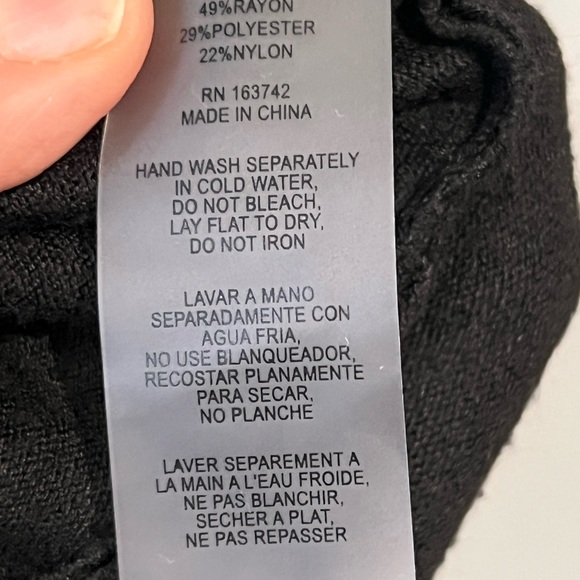 49%RAYON
29%POLYESTER
22%NYLON
RN 163742
MADE IN CHINA
HAND WASH SEPARATELY
IN COLD WATER,
DO NOT BLEACH,
LAY FLAT TO DRY,
DO NOT IRON
LAVAR A MANO
SEPARADAMENTE CON
AGUA FRIA,
NO USE BLANQUEADOR,
RECOSTAR PLANAMENTE
PARA SECAR,
NO PLANCHE
LAVER SEPAREMENT A
LA MAIN A L'EAU FROIDE,
NE PAS BLANCHIR,
SECHER A PLAT,
NE PAS REPASSER